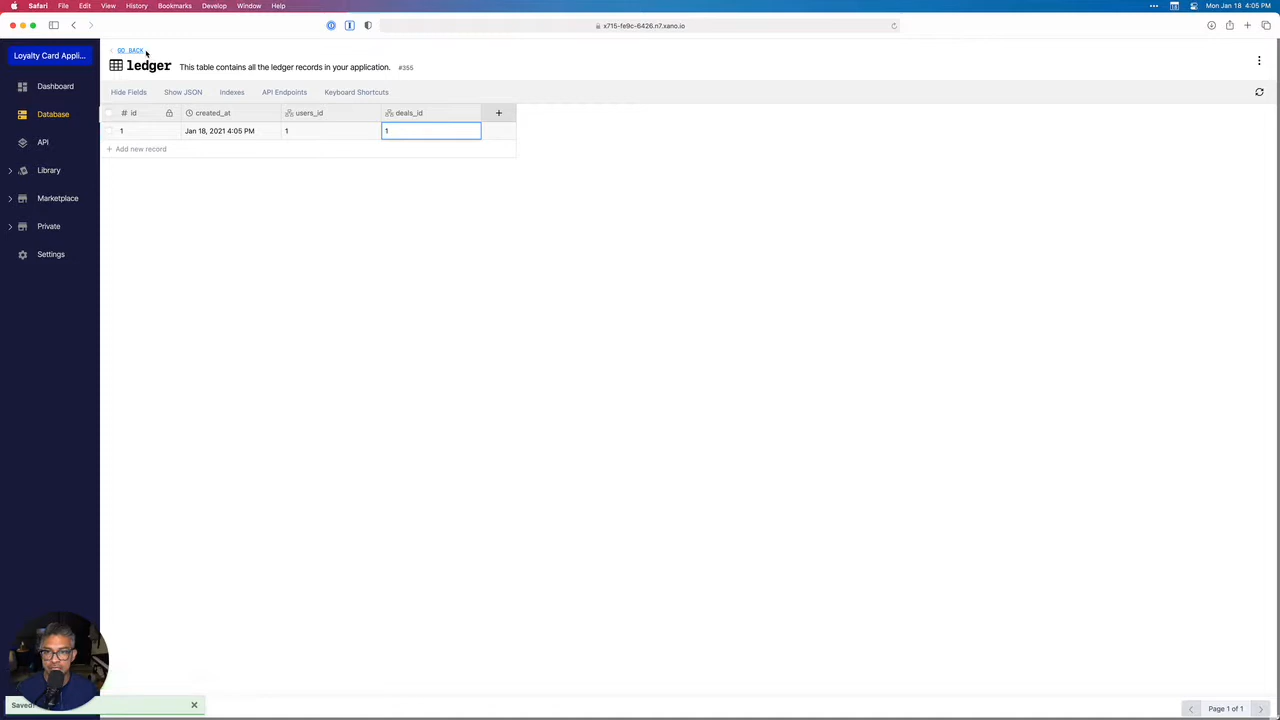 Safari File Edit View History Bookmarks Develop Window Help ••• Mon Jan 18 4:05 PM
x715-fe9c-6426.n7.xano.io
Loyalty Card Appli...
GO BACK
ledger This table contains all the ledger records in your application. #355
Dashboard
Database
API
Library
Marketplace
Private
Settings
Hide Fields Show JSON Indexes API Endpoints Keyboard Shortcuts
# id created_at users_id deals_id +
1 Jan 18, 2021 4:05 PM 1 1
+ Add new record
Saved!
Page 1 of 1